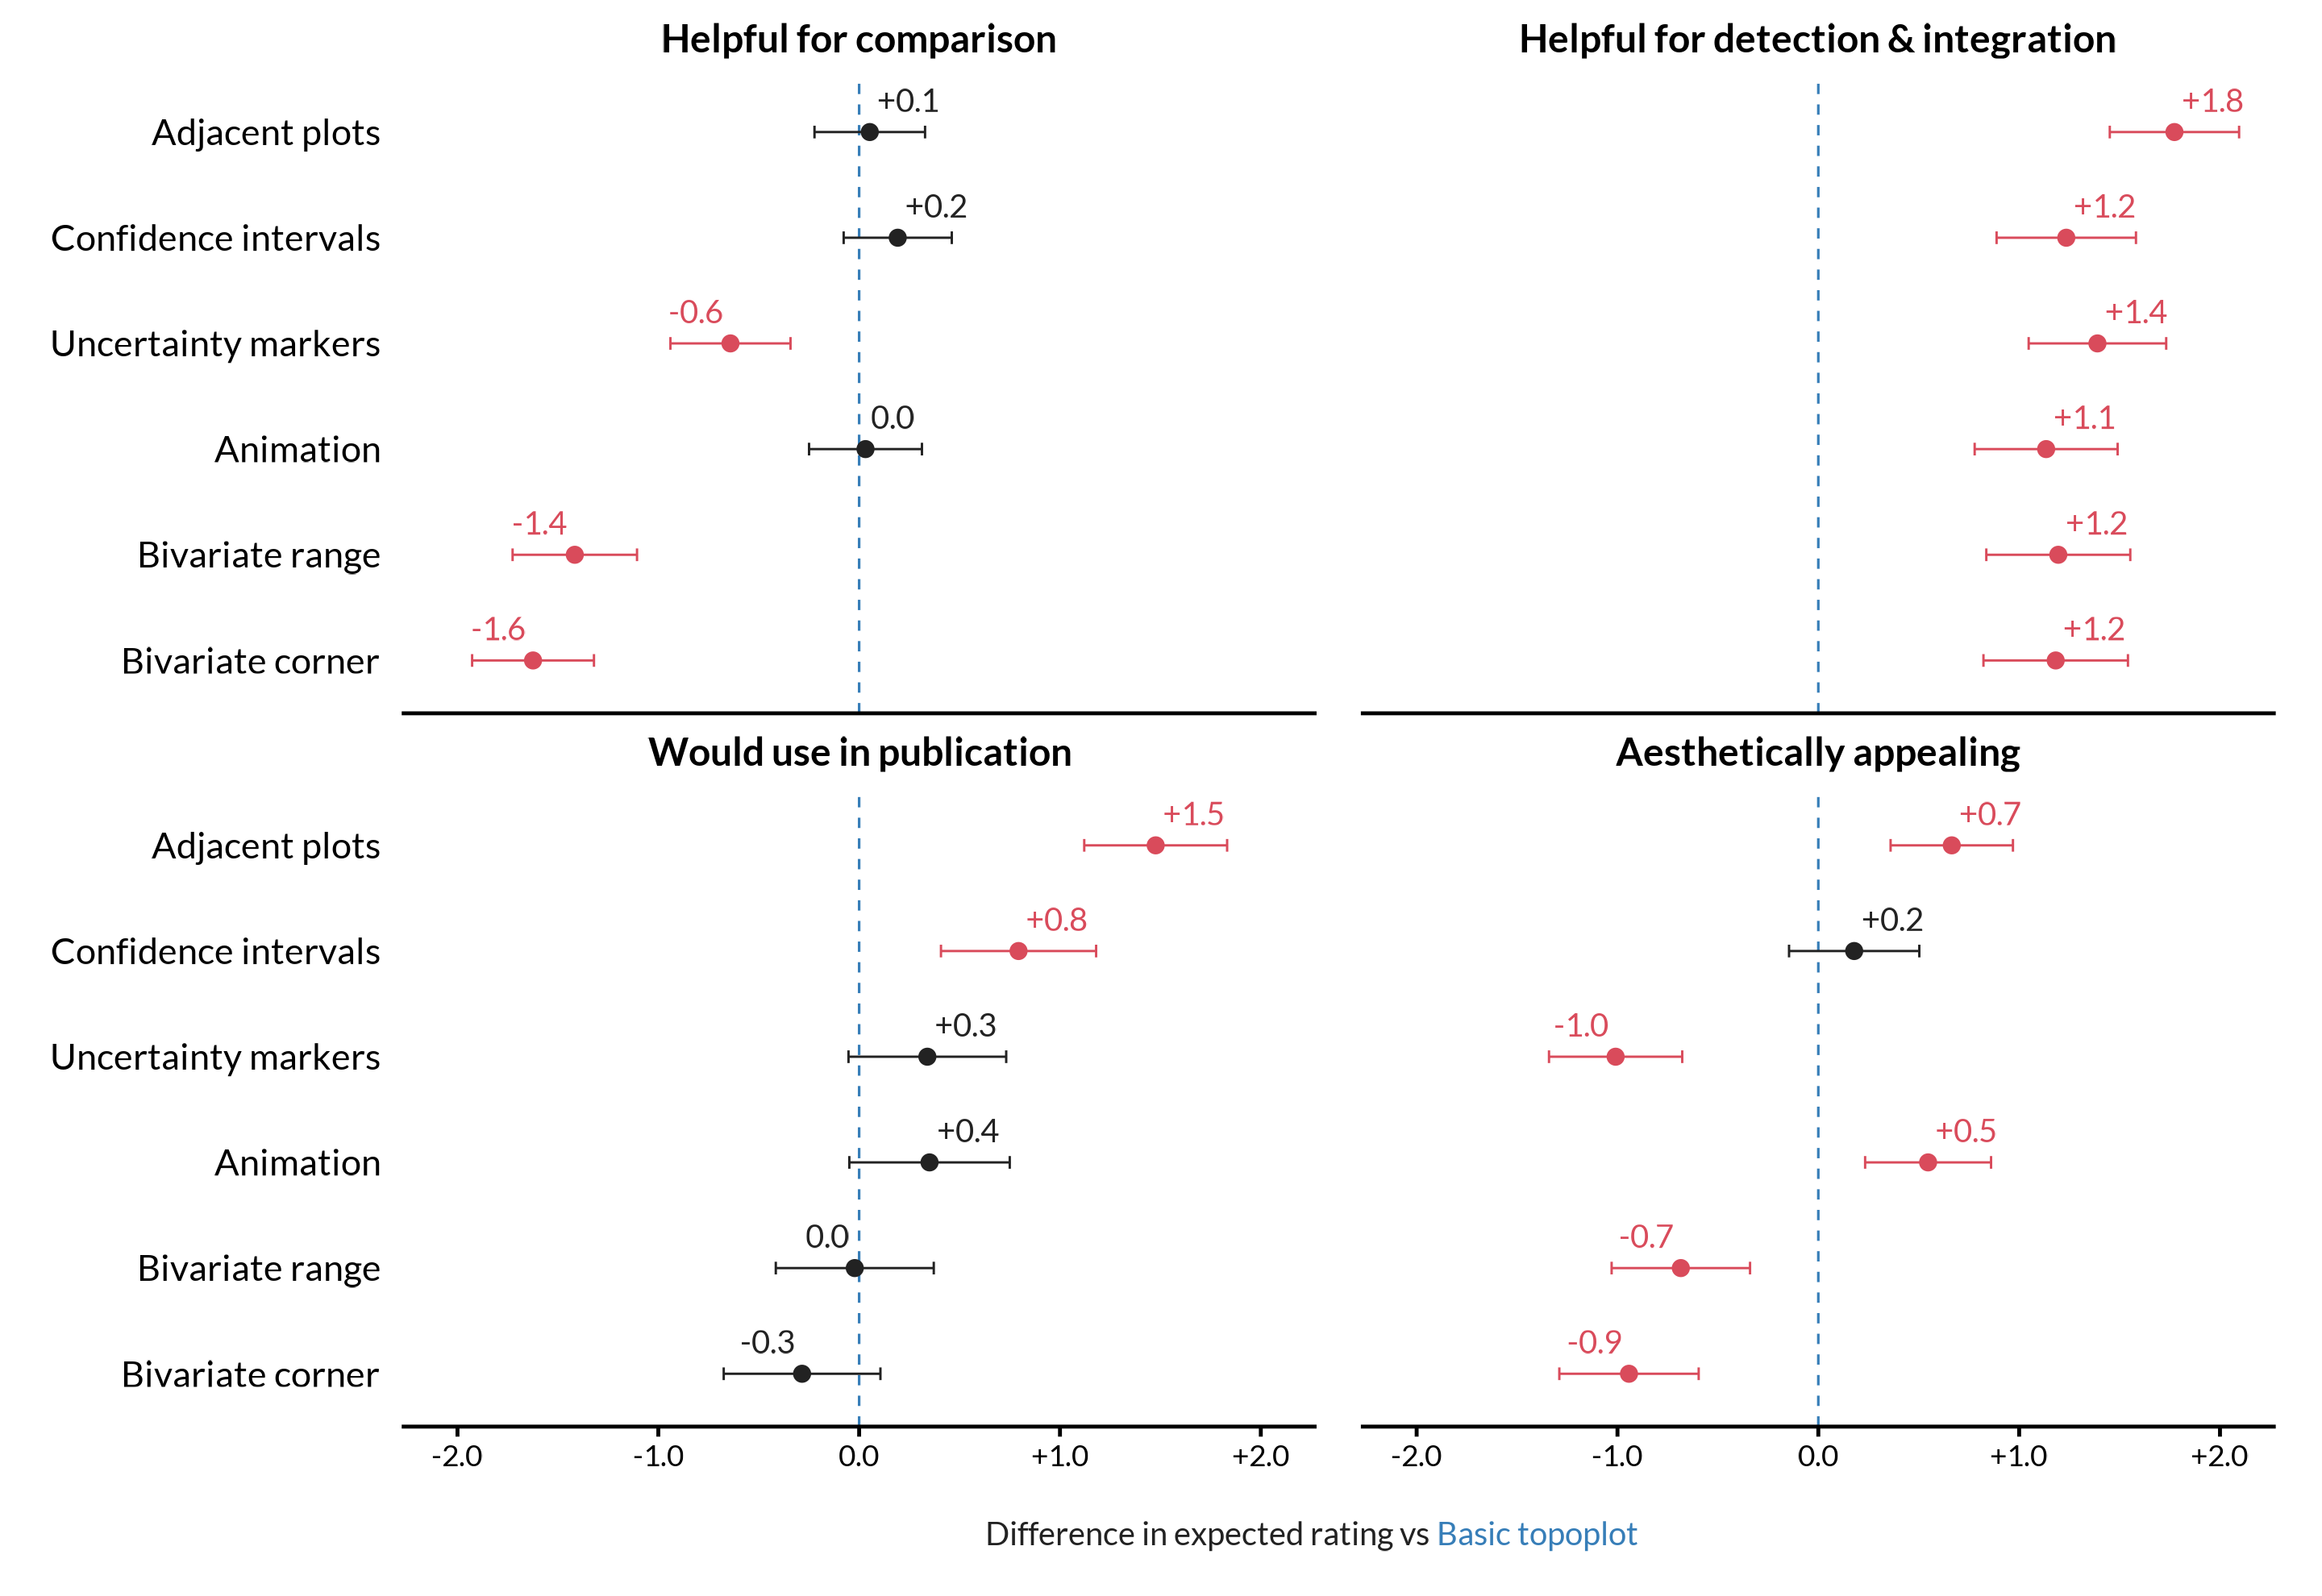 Helpful for comparison
Helpful for detection & integration
Adjacent plots
+0.1
+1.8
Confidence intervals
+0.2
+1.2
Uncertainty markers
-0.6
+1.4
Animation
0.0
+1.1
Bivariate range
-1.4
+1.2
Bivariate corner
-1.6
+1.2
Would use in publication
Aesthetically appealing
Adjacent plots
+1.5
+0.7
Confidence intervals
+0.8
+0.2
Uncertainty markers
+0.3
-1.0
Animation
+0.4
+0.5
Bivariate range
0.0
-0.7
Bivariate corner
-0.3
-0.9
-2.0 -1.0 0.0 +1.0 +2.0
-2.0 -1.0 0.0 +1.0 +2.0
Difference in expected rating vs Basic topoplot